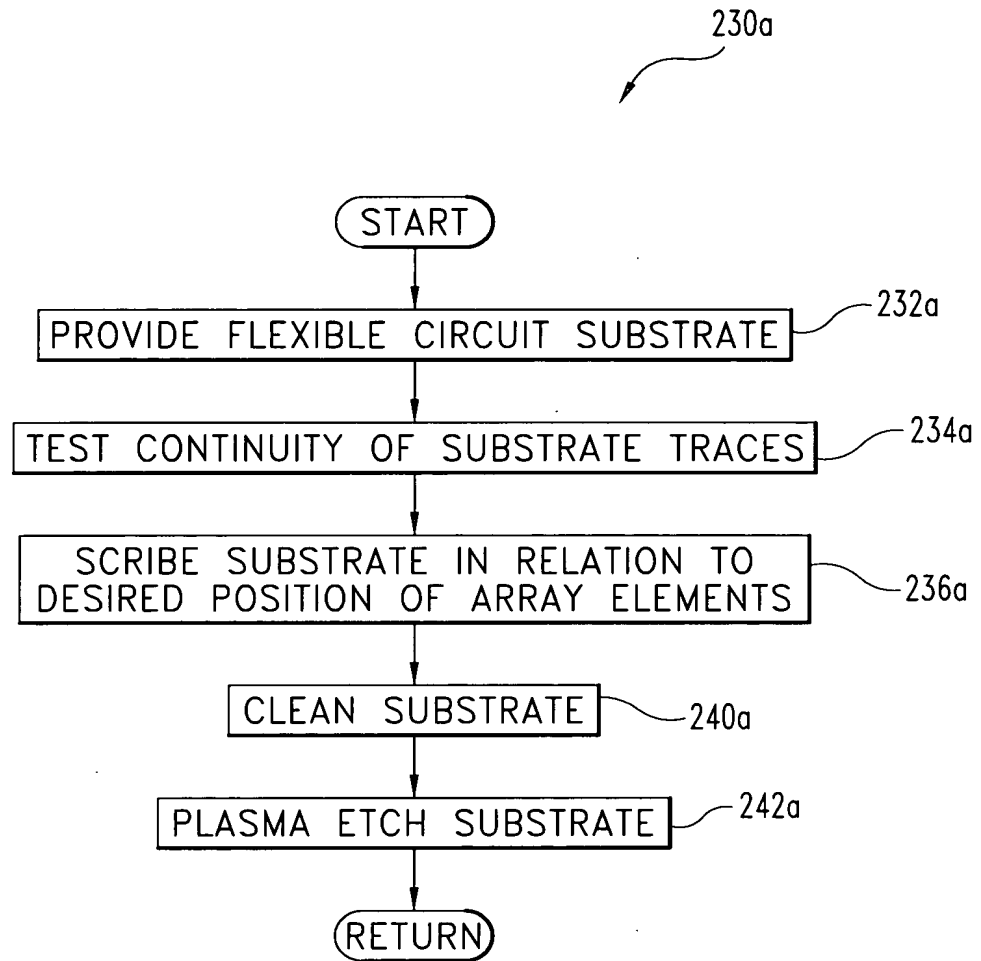 230a
START
PROVIDE FLEXIBLE CIRCUIT SUBSTRATE
232a
TEST CONTINUITY OF SUBSTRATE TRACES
234a
SCRIBE SUBSTRATE IN RELATION TO
DESIRED POSITION OF ARRAY ELEMENTS
236a
CLEAN SUBSTRATE
240a
PLASMA ETCH SUBSTRATE
242a
RETURN